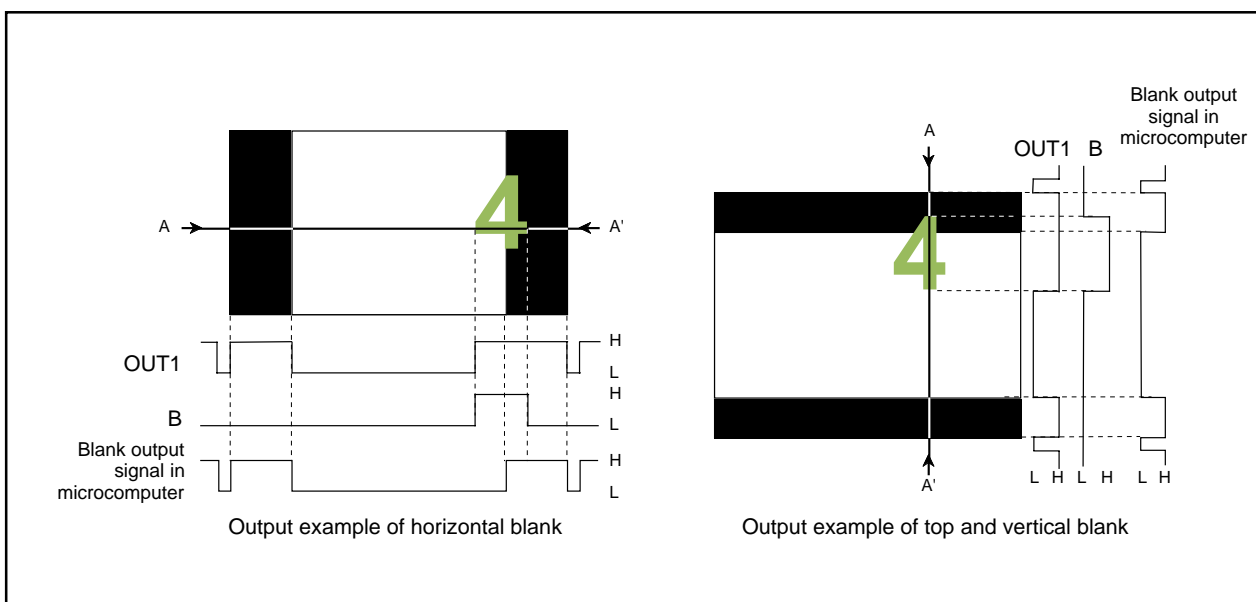 4
A
A'
OUT1
H
L
B
H
L
Blank output
signal in
microcomputer
H
L
Output example of horizontal blank
Blank output
signal in
microcomputer
A
OUT1 B
4
A'
L H L H L H
Output example of top and vertical blank